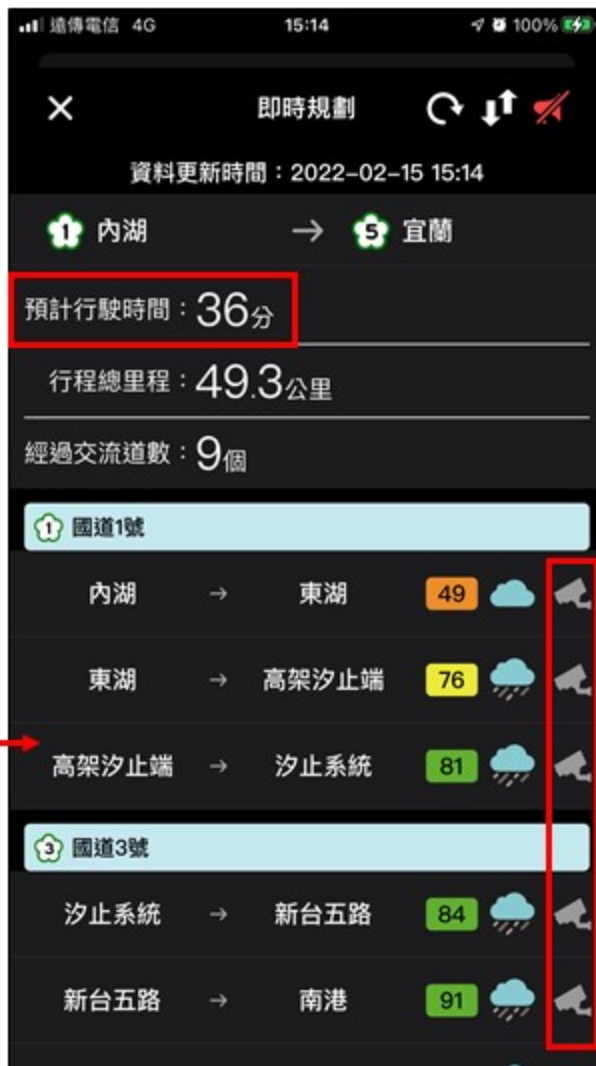 遠傳電信 4G 15:14 100%
即時規劃
資料更新時間：2022-02-15 15:14
1 內湖 → 5 宜蘭
預計行駛時間：36分
行程總里程：49.3公里
經過交流道數：9個
1 國道1號
內湖 → 東湖 49
東湖 → 高架汐止端 76
高架汐止端 → 汐止系統 81
3 國道3號
汐止系統 → 新台五路 84
新台五路 → 南港 91